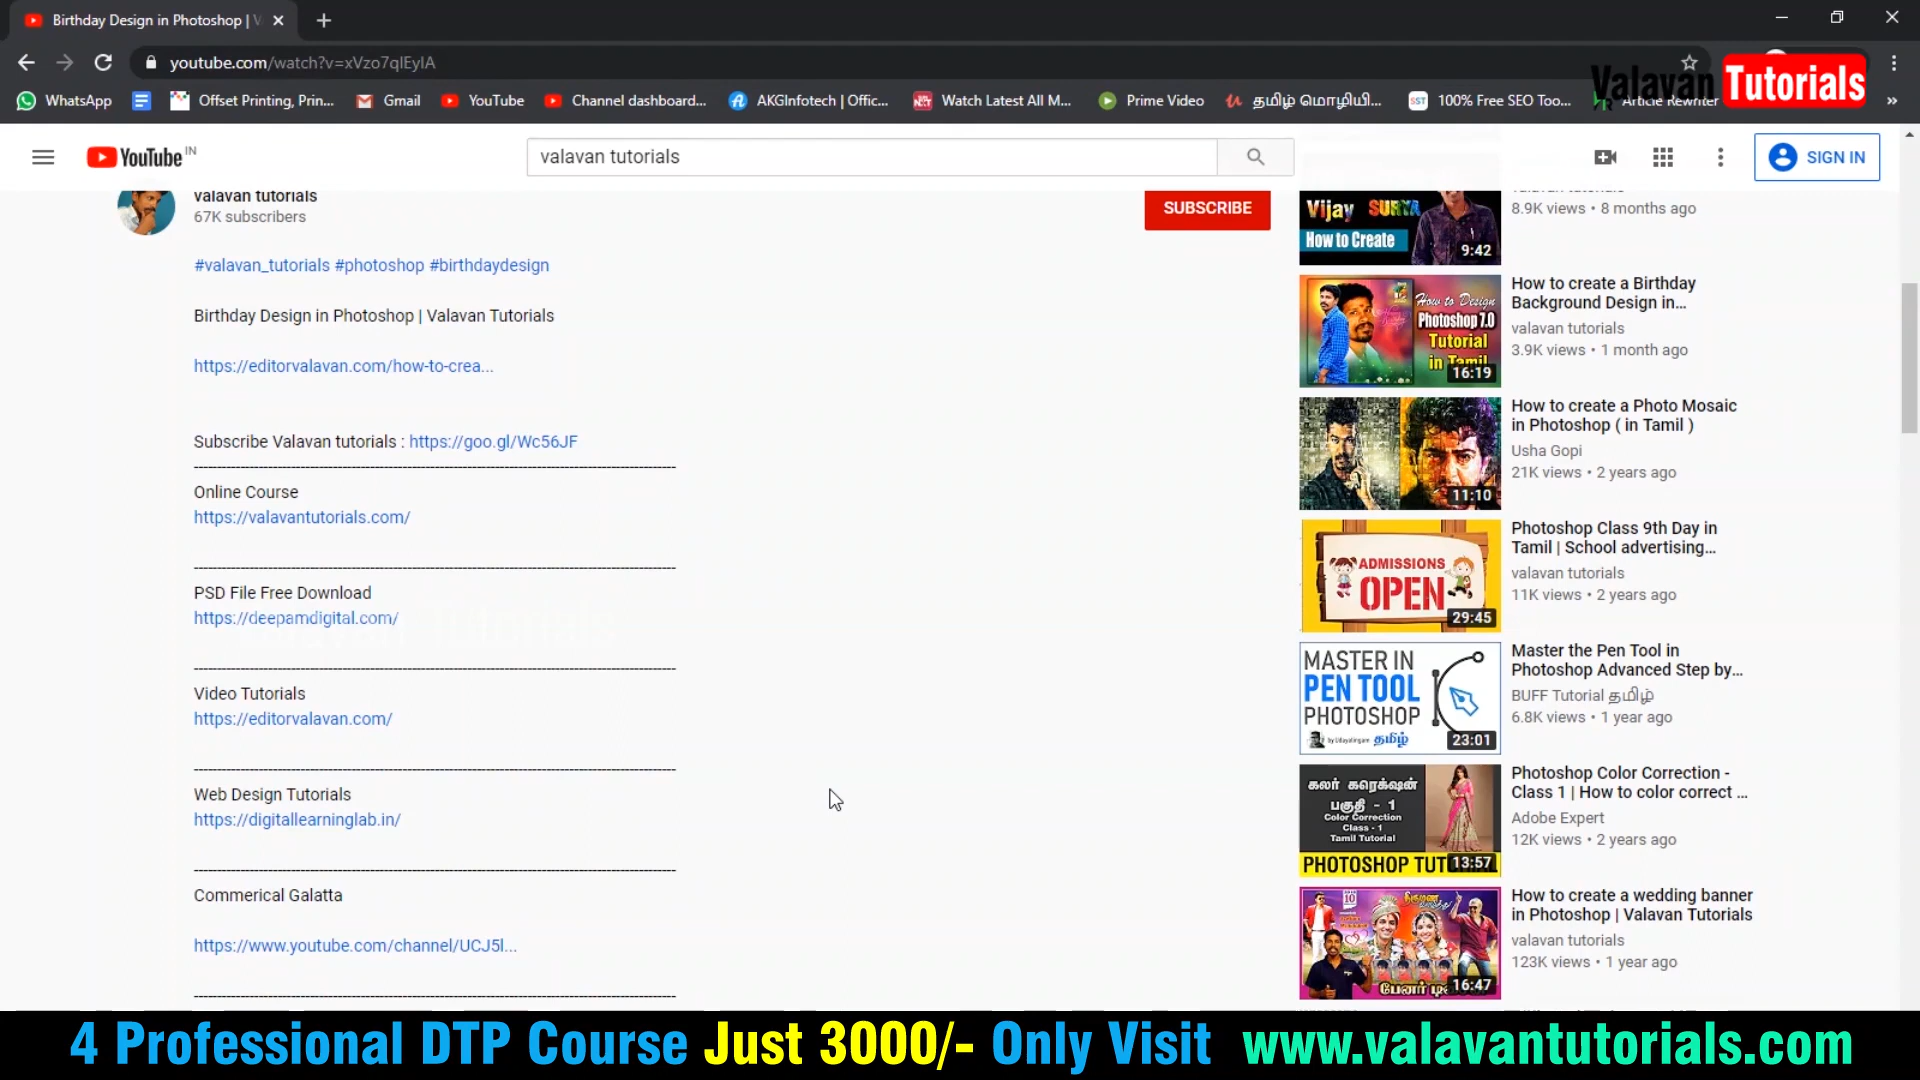 Birthday Design in Photoshop | V
youtube.com/watch?v=xVzo7qlEyIA
Valavan Tutorials
WhatsApp
Offset Printing, Prin...
Gmail
YouTube
Channel dashboard...
AKGInfotech | Offic...
Watch Latest All M...
Prime Video
தமிழ் மொழியி...
100% Free SEO Too...
Article Rewriter
YouTube IN
valavan tutorials
SIGN IN
valavan tutorials
67K subscribers
SUBSCRIBE
#valavan_tutorials #photoshop #birthdaydesign
Birthday Design in Photoshop | Valavan Tutorials
https://editorvalavan.com/how-to-crea...
Subscribe Valavan tutorials : https://goo.gl/Wc56JF
Online Course
https://valavantutorials.com/
PSD File Free Download
https://deepamdigital.com/
Video Tutorials
https://editorvalavan.com/
Web Design Tutorials
https://digitallearninglab.in/
Commerical Galatta
https://www.youtube.com/channel/UCJ5l...
Vijay SURYA
How to Create
9:42
valavan tutorials
8.9K views • 8 months ago
How to Design
Photoshop 7.0
Tutorial
in Tamil
16:19
How to create a Birthday
Background Design in...
valavan tutorials
3.9K views • 1 month ago
11:10
How to create a Photo Mosaic
in Photoshop ( in Tamil )
Usha Gopi
21K views • 2 years ago
ADMISSIONS
OPEN
29:45
Photoshop Class 9th Day in
Tamil | School advertising...
valavan tutorials
11K views • 2 years ago
MASTER IN
PEN TOOL
PHOTOSHOP
தமிழ்
23:01
Master the Pen Tool in
Photoshop Advanced Step by...
BUFF Tutorial தமிழ்
6.8K views • 1 year ago
கலர் கரெக்ஷன்
பகுதி - 1
Color Correction
Class - 1
Tamil Tutorial
PHOTOSHOP TUT
13:57
Photoshop Color Correction -
Class 1 | How to color correct ...
Adobe Expert
12K views • 2 years ago
16:47
How to create a wedding banner
in Photoshop | Valavan Tutorials
valavan tutorials
123K views • 1 year ago
4 Professional DTP Course Just 3000/- Only Visit www.valavantutorials.com